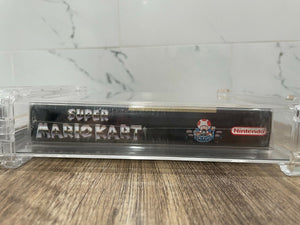 SUPER
MARIO KART
Nintendo